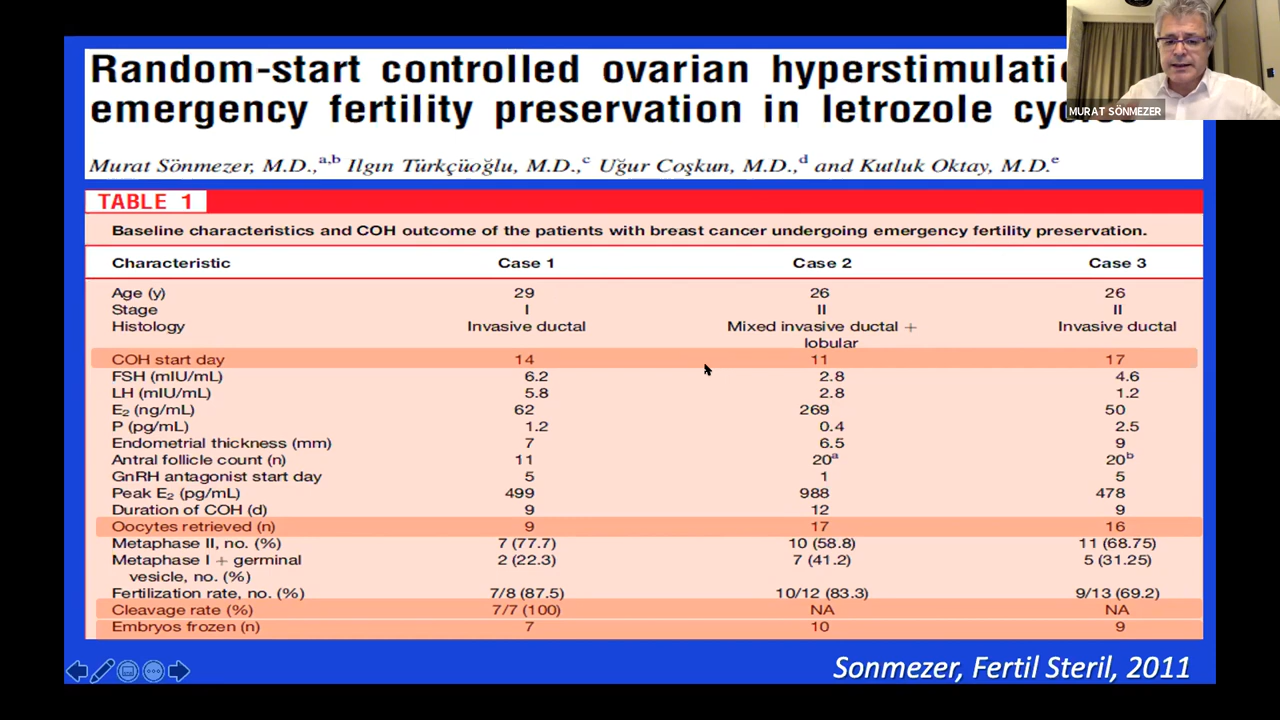 Random-start controlled ovarian
emergency fertility preservation in letrozole
MURAT SÖNMEZER
Murat Sönmezer, M.D.,a,b Ilgın Türkçüoğlu, M.D.,c Uğur Coşkun, M.D.,d and Kutluk Oktay, M.D.e
TABLE 1
Baseline characteristics and COH outcome of the patients with breast cancer undergoing emergency fertility preservation.
Characteristic Case 1 Case 2 Case 3
Age (y) 29 26 26
Stage I II II
Histology Invasive ductal Mixed invasive ductal + Invasive ductal
lobular
COH start day 14 11 17
FSH (mIU/mL) 6.2 2.8 4.6
LH (mIU/mL) 5.8 2.8 1.2
E₂ (ng/mL) 62 269 50
P (pg/mL) 1.2 0.4 2.5
Endometrial thickness (mm) 7 6.5 9
Antral follicle count (n) 11 20a 20b
GnRH antagonist start day 5 1 5
Peak E₂ (pg/mL) 499 988 478
Duration of COH (d) 9 12 9
Oocytes retrieved (n) 9 17 16
Metaphase II, no. (%) 7 (77.7) 10 (58.8) 11 (68.75)
Metaphase I + germinal 2 (22.3) 7 (41.2) 5 (31.25)
vesicle, no. (%)
Fertilization rate, no. (%) 7/8 (87.5) 10/12 (83.3) 9/13 (69.2)
Cleavage rate (%) 7/7 (100) NA NA
Embryos frozen (n) 7 10 9
Sonmezer, Fertil Steril, 2011